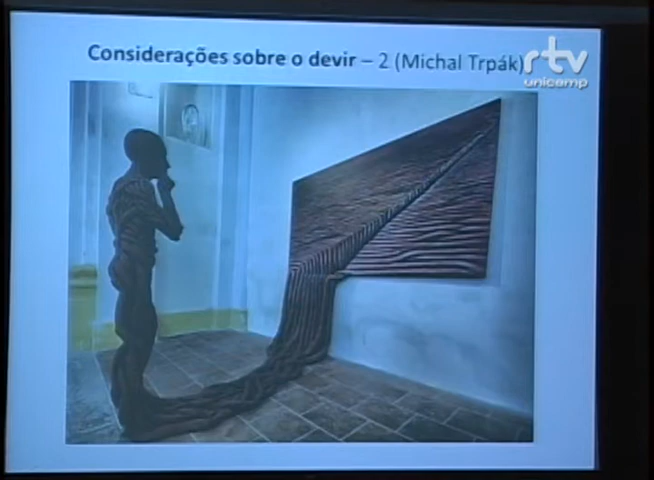 Considerações sobre o devir – 2 (Michal Trpák)
rtv
unicamp